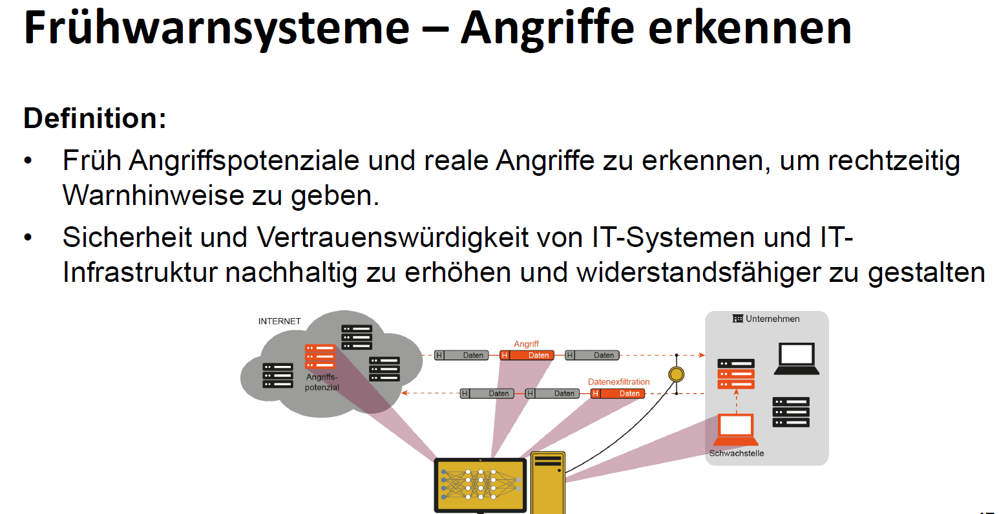 Frühwarnsysteme – Angriffe erkennen
Definition:
• Früh Angriffspotenziale und reale Angriffe zu erkennen, um rechtzeitig
Warnhinweise zu geben.
• Sicherheit und Vertrauenswürdigkeit von IT-Systemen und IT-
Infrastruktur nachhaltig zu erhöhen und widerstandsfähiger zu gestalten
INTERNET
Angriffs-
potenzial
Angriff
H Daten
H Daten
H Daten
Datenexfiltration
H Daten
H Daten
H Daten
Unternehmen
Schwachstelle